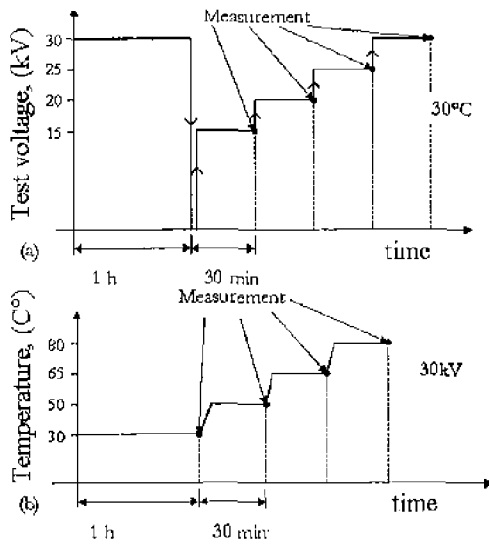 Measurement
Test voltage, (kV)
30
25
20
15
30°C
(a)
time
1 h
30 min
Measurement
Temperature, (C°)
80
65
50
30
30kV
(b)
time
1 h
30 min